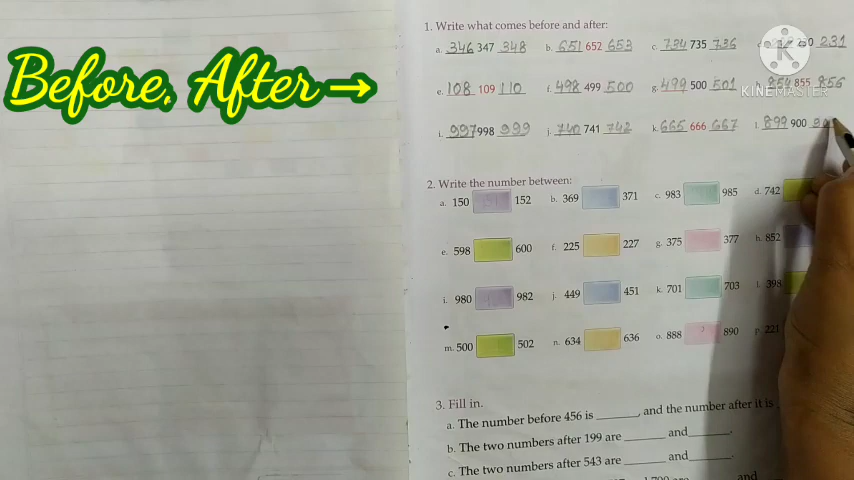 Before, After →
1. Write what comes before and after:
a. 346 347 348 b. 651 652 653 c. 734 735 736 231
KINEMASTER
e. 108 109 110 f. 498 499 500 g. 499 500 501 854 855 856
i. 997 998 999 j. 740 741 742 k. 665 666 667 l. 899 900
2. Write the number between:
a. 150 151 152 b. 369 371 c. 983 985 d. 742
e. 598 600 f. 225 227 g. 375 377 h. 852
i. 980 982 j. 449 451 k. 701 703 l. 398
m. 500 502 n. 634 636 o. 888 890 p. 221
3. Fill in.
a. The number before 456 is ______, and the number after it is
b. The two numbers after 199 are ______ and ______.
c. The two numbers after 543 are ______ and ______.